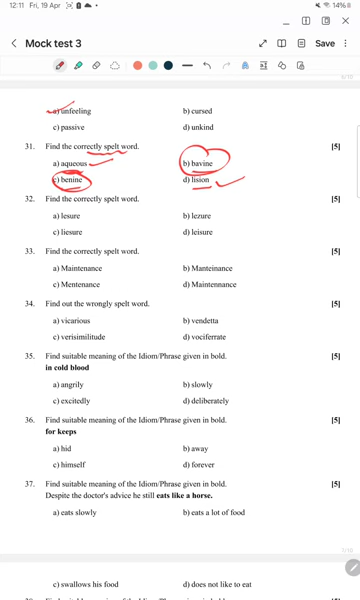 12:11 Fri, 19 Apr
14%
Mock test 3
Save
6/10
a) unfeeling b) cursed
c) passive d) unkind
31. Find the correctly spelt word. [5]
a) aqueous b) bavine
c) benine d) lision
32. Find the correctly spelt word. [5]
a) lesure b) lezure
c) liesure d) leisure
33. Find the correctly spelt word. [5]
a) Maintenance b) Manteinance
c) Mentenance d) Maintennance
34. Find out the wrongly spelt word. [5]
a) vicarious b) vendetta
c) verisimilitude d) vociferrate
35. Find suitable meaning of the Idiom/Phrase given in bold. [5]
in cold blood
a) angrily b) slowly
c) excitedly d) deliberately
36. Find suitable meaning of the Idiom/Phrase given in bold. [5]
for keeps
a) hid b) away
c) himself d) forever
37. Find suitable meaning of the Idiom/Phrase given in bold. [5]
Despite the doctor's advice he still eats like a horse.
a) eats slowly b) eats a lot of food
c) swallows his food d) does not like to eat